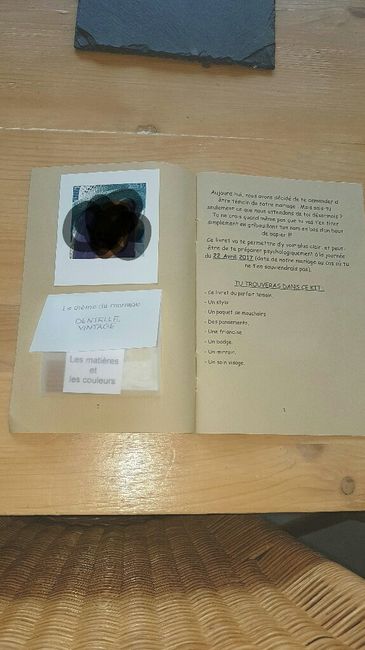 Le thème du mariage
DENTELLE,
VINTAGE
Les matières
et
les couleurs
Aujourd'hui, nous avons décidé de te demander d'
être témoin de notre mariage. Mais sais-tu
seulement ce que nous attendons de toi désormais ?
Tu ne crois quand même pas que tu vas t'en tirer
simplement en gribouillant ton nom en bas d'un bout
de papier !!!
Ce livret va te permettre d'y voir plus clair et peut-
être de te préparer psychologiquement à la journée
du 22 Avril 2017 (date de notre mariage au cas où tu
ne t'en souviendrais pas).
TU TROUVERAS DANS CE KIT :
- Ce livret du parfait témoin.
- Un stylo
- Un paquet de mouchoirs
- Des pansements.
- Une francine
- Un badge.
- Un mirroir.
- Un soin visage.